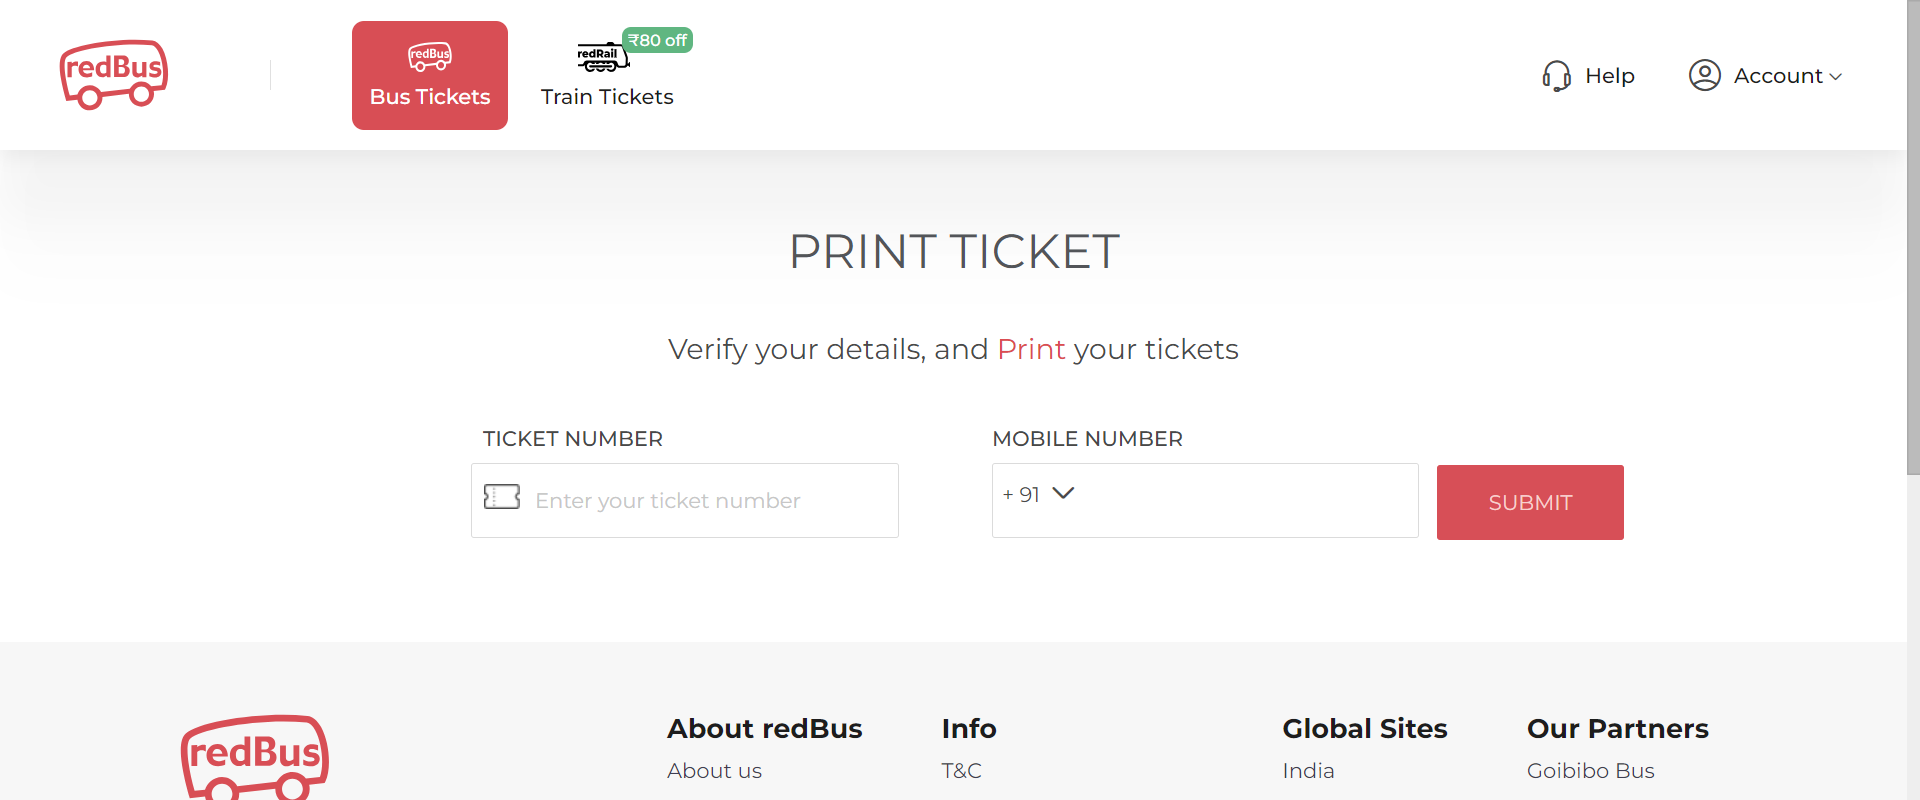 redBus
redBus
Bus Tickets
redRail
₹80 off
Train Tickets
Help
Account
PRINT TICKET
Verify your details, and Print your tickets
TICKET NUMBER
Enter your ticket number
MOBILE NUMBER
+ 91
SUBMIT
redBus
About redBus
About us
Info
T&C
Global Sites
India
Our Partners
Goibibo Bus